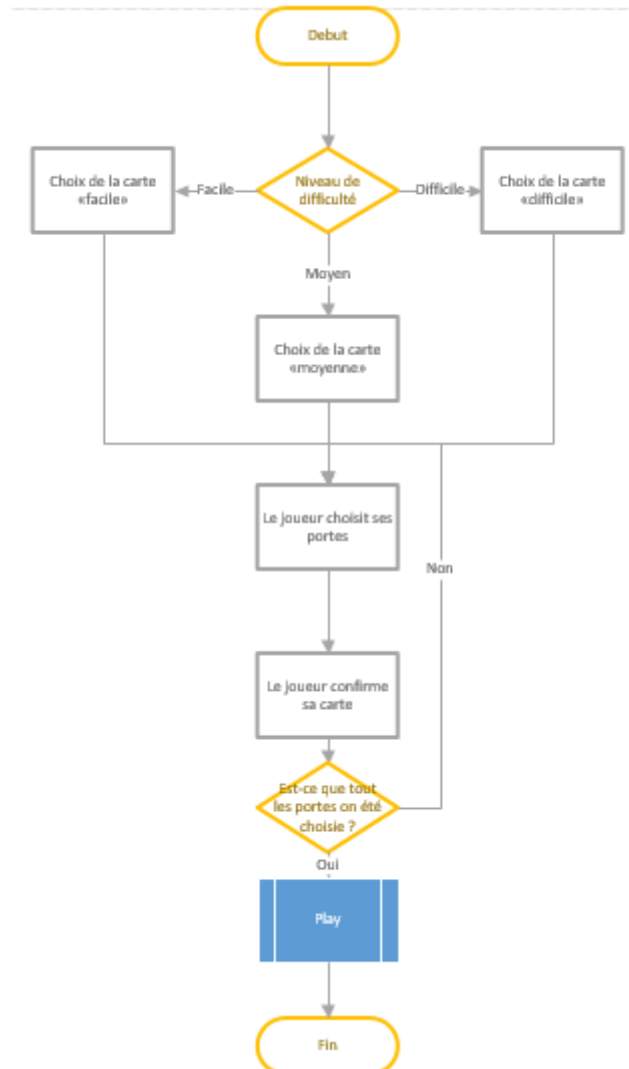 Debut
Choix de la carte
«facile»
Facile
Niveau de
difficulté
Difficile
Choix de la carte
«difficile»
Moyen
Choix de la carte
«moyenne»
Le joueur choisit ses
portes
Non
Le joueur confirme
sa carte
Est-ce que tout
les portes on été
choisie ?
Oui
Play
Fin